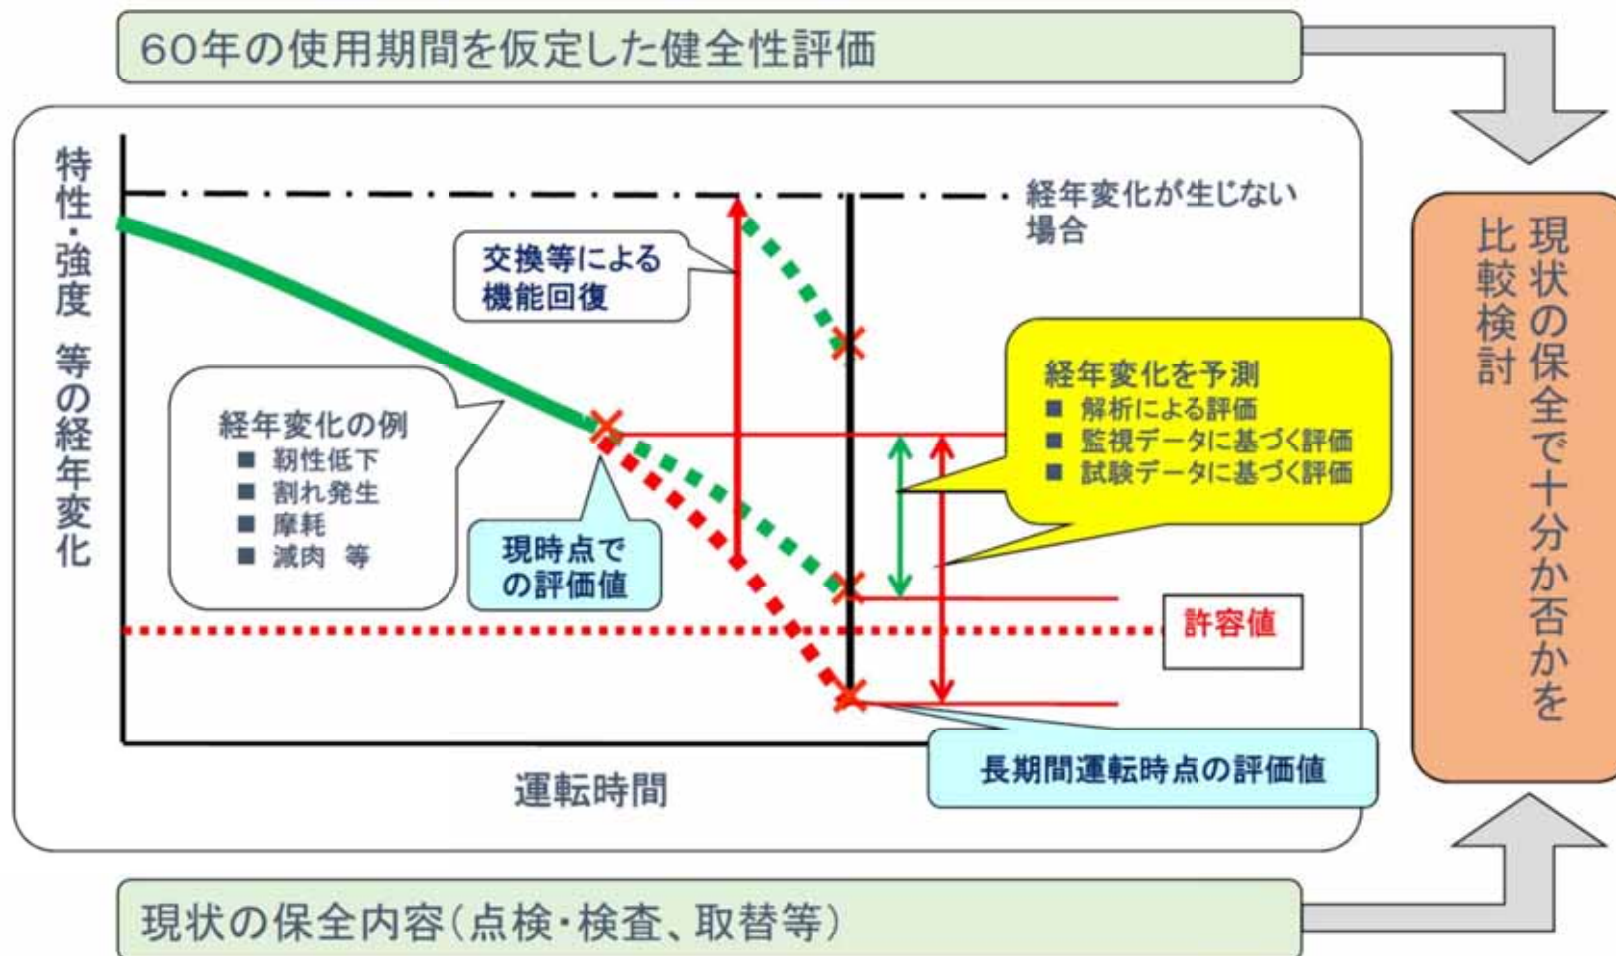 60年の使用期間を仮定した健全性評価
特性・強度 等の経年変化
経年変化が生じない
場合
交換等による
機能回復
経年変化を予測
■ 解析による評価
■ 監視データに基づく評価
■ 試験データに基づく評価
経年変化の例
■ 靭性低下
■ 割れ発生
■ 摩耗
■ 減肉 等
現時点で
の評価値
許容値
長期間運転時点の評価値
運転時間
現状の保全で十分か否かを
比較検討
現状の保全内容(点検・検査、取替等)